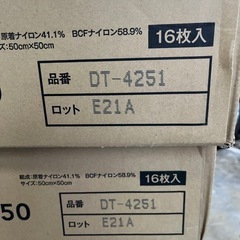 原着ナイロン41.1% BCFナイロン58.9%
サイズ:50cm×50cm
16枚入
品番 DT-4251
ロット E21A
組成:原着ナイロン41.1% BCFナイロン58.9%
サイズ:50cm×50cm
16枚入
50
品番 DT-4251
ロット E21A